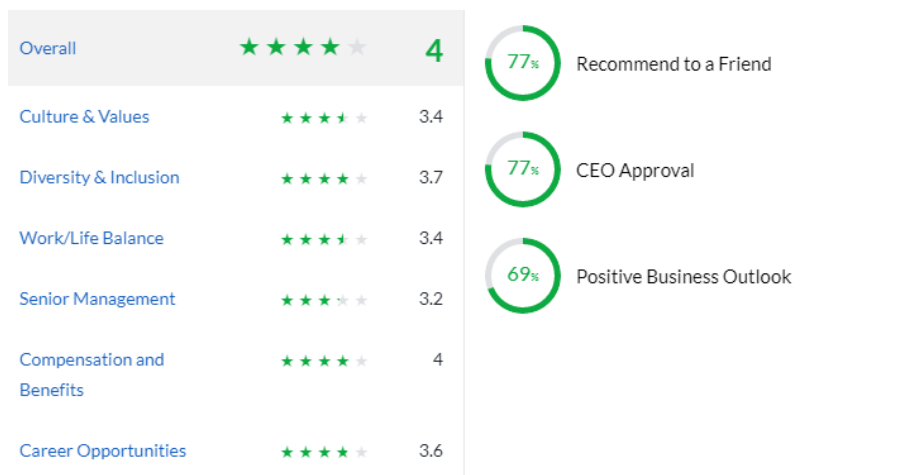 Overall 4
Culture & Values 3.4
Diversity & Inclusion 3.7
Work/Life Balance 3.4
Senior Management 3.2
Compensation and 4
Benefits
Career Opportunities 3.6
77% Recommend to a Friend
77% CEO Approval
69% Positive Business Outlook